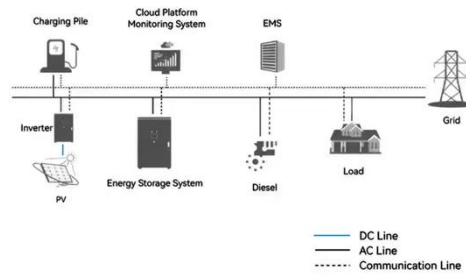 Charging Pile
Cloud Platform
Monitoring System
EMS
Grid
Inverter
PV
Energy Storage System
Diesel
Load
DC Line
AC Line
Communication Line